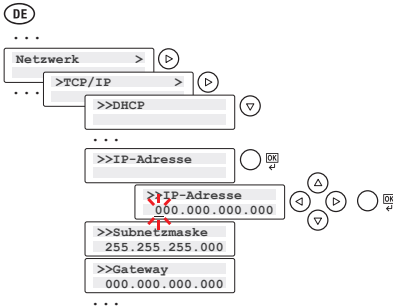 DE
...
Netzwerk >
...
>TCP/IP >
>>DHCP
...
>>IP-Adresse
OK
>>IP-Adresse
000.000.000.000
OK
>>Subnetzmaske
255.255.255.000
>>Gateway
000.000.000.000
...